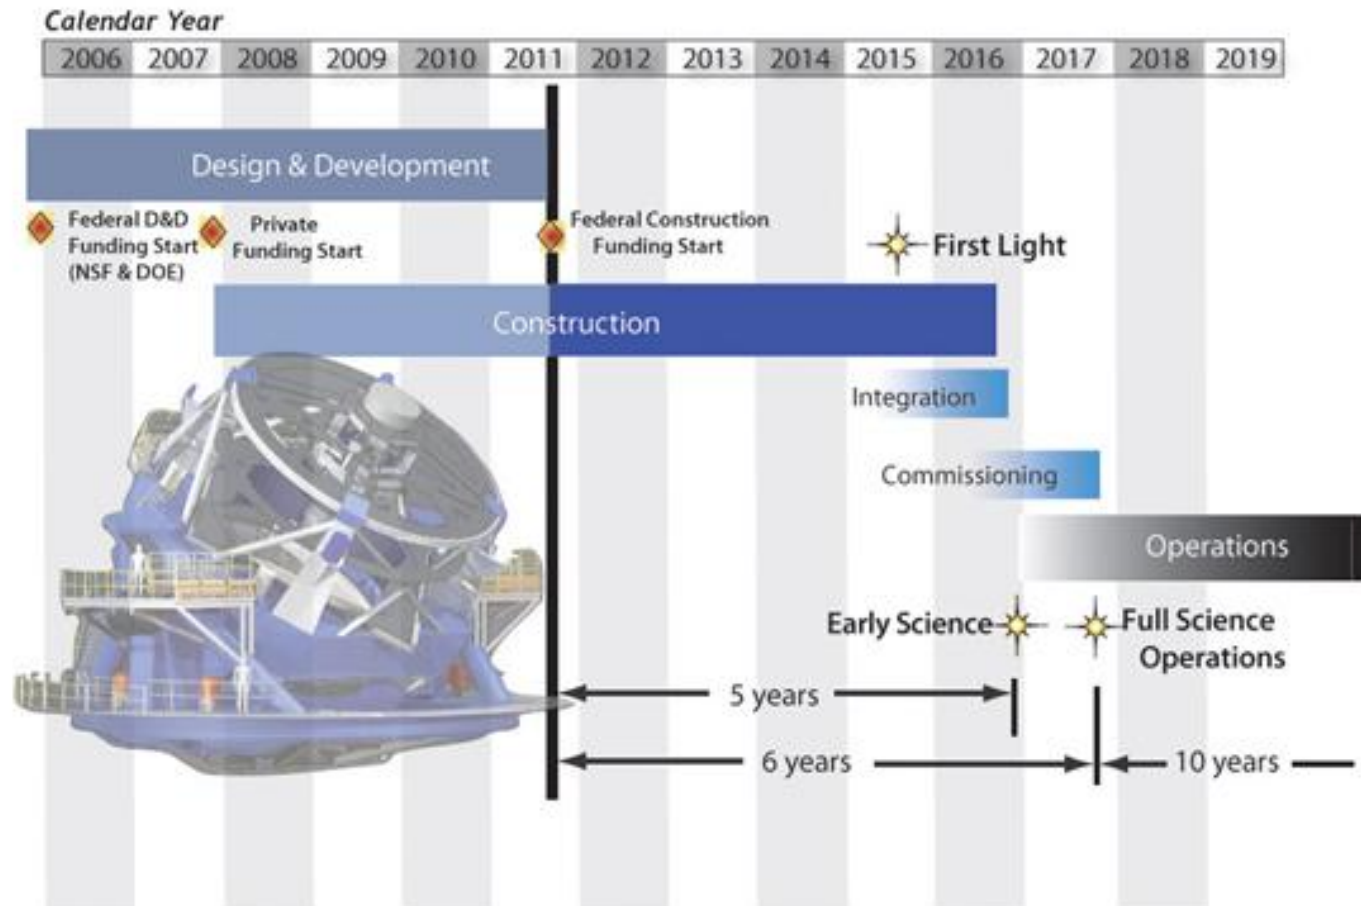 Calendar Year
2006 2007 2008 2009 2010 2011 2012 2013 2014 2015 2016 2017 2018 2019
Design & Development
Federal D&D
Funding Start
(NSF & DOE)
Private
Funding Start
Federal Construction
Funding Start
First Light
Construction
Integration
Commissioning
Operations
Early Science
Full Science
Operations
5 years
6 years
10 years